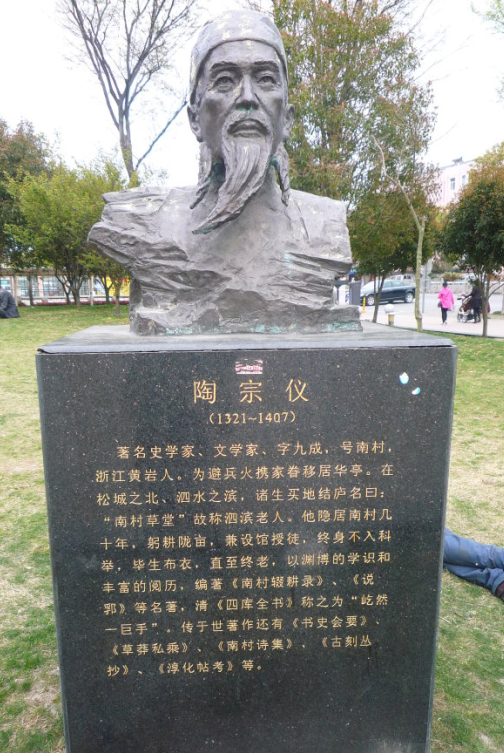 陶宗仪
(1321~1407)
著名史学家、文学家、字九成，号南村，
浙江黄岩人。为避兵火携家眷移居华亭。在
松城之北、泗水之滨，诸生买地结庐名曰：
“南村草堂”故称泗滨老人。他隐居南村几
十年，躬耕陇亩，兼设馆授徒，终身不入科
举，毕生布衣，直至终老，以渊博的学识和
丰富的阅历，编著《南村辍耕录》、《说
郛》等名著，清《四库全书》称之为“屹然
一巨手”。传于世著作还有《书史会要》、
《草莽私乘》、《南村诗集》、《古刻丛
抄》、《淳化帖考》等。